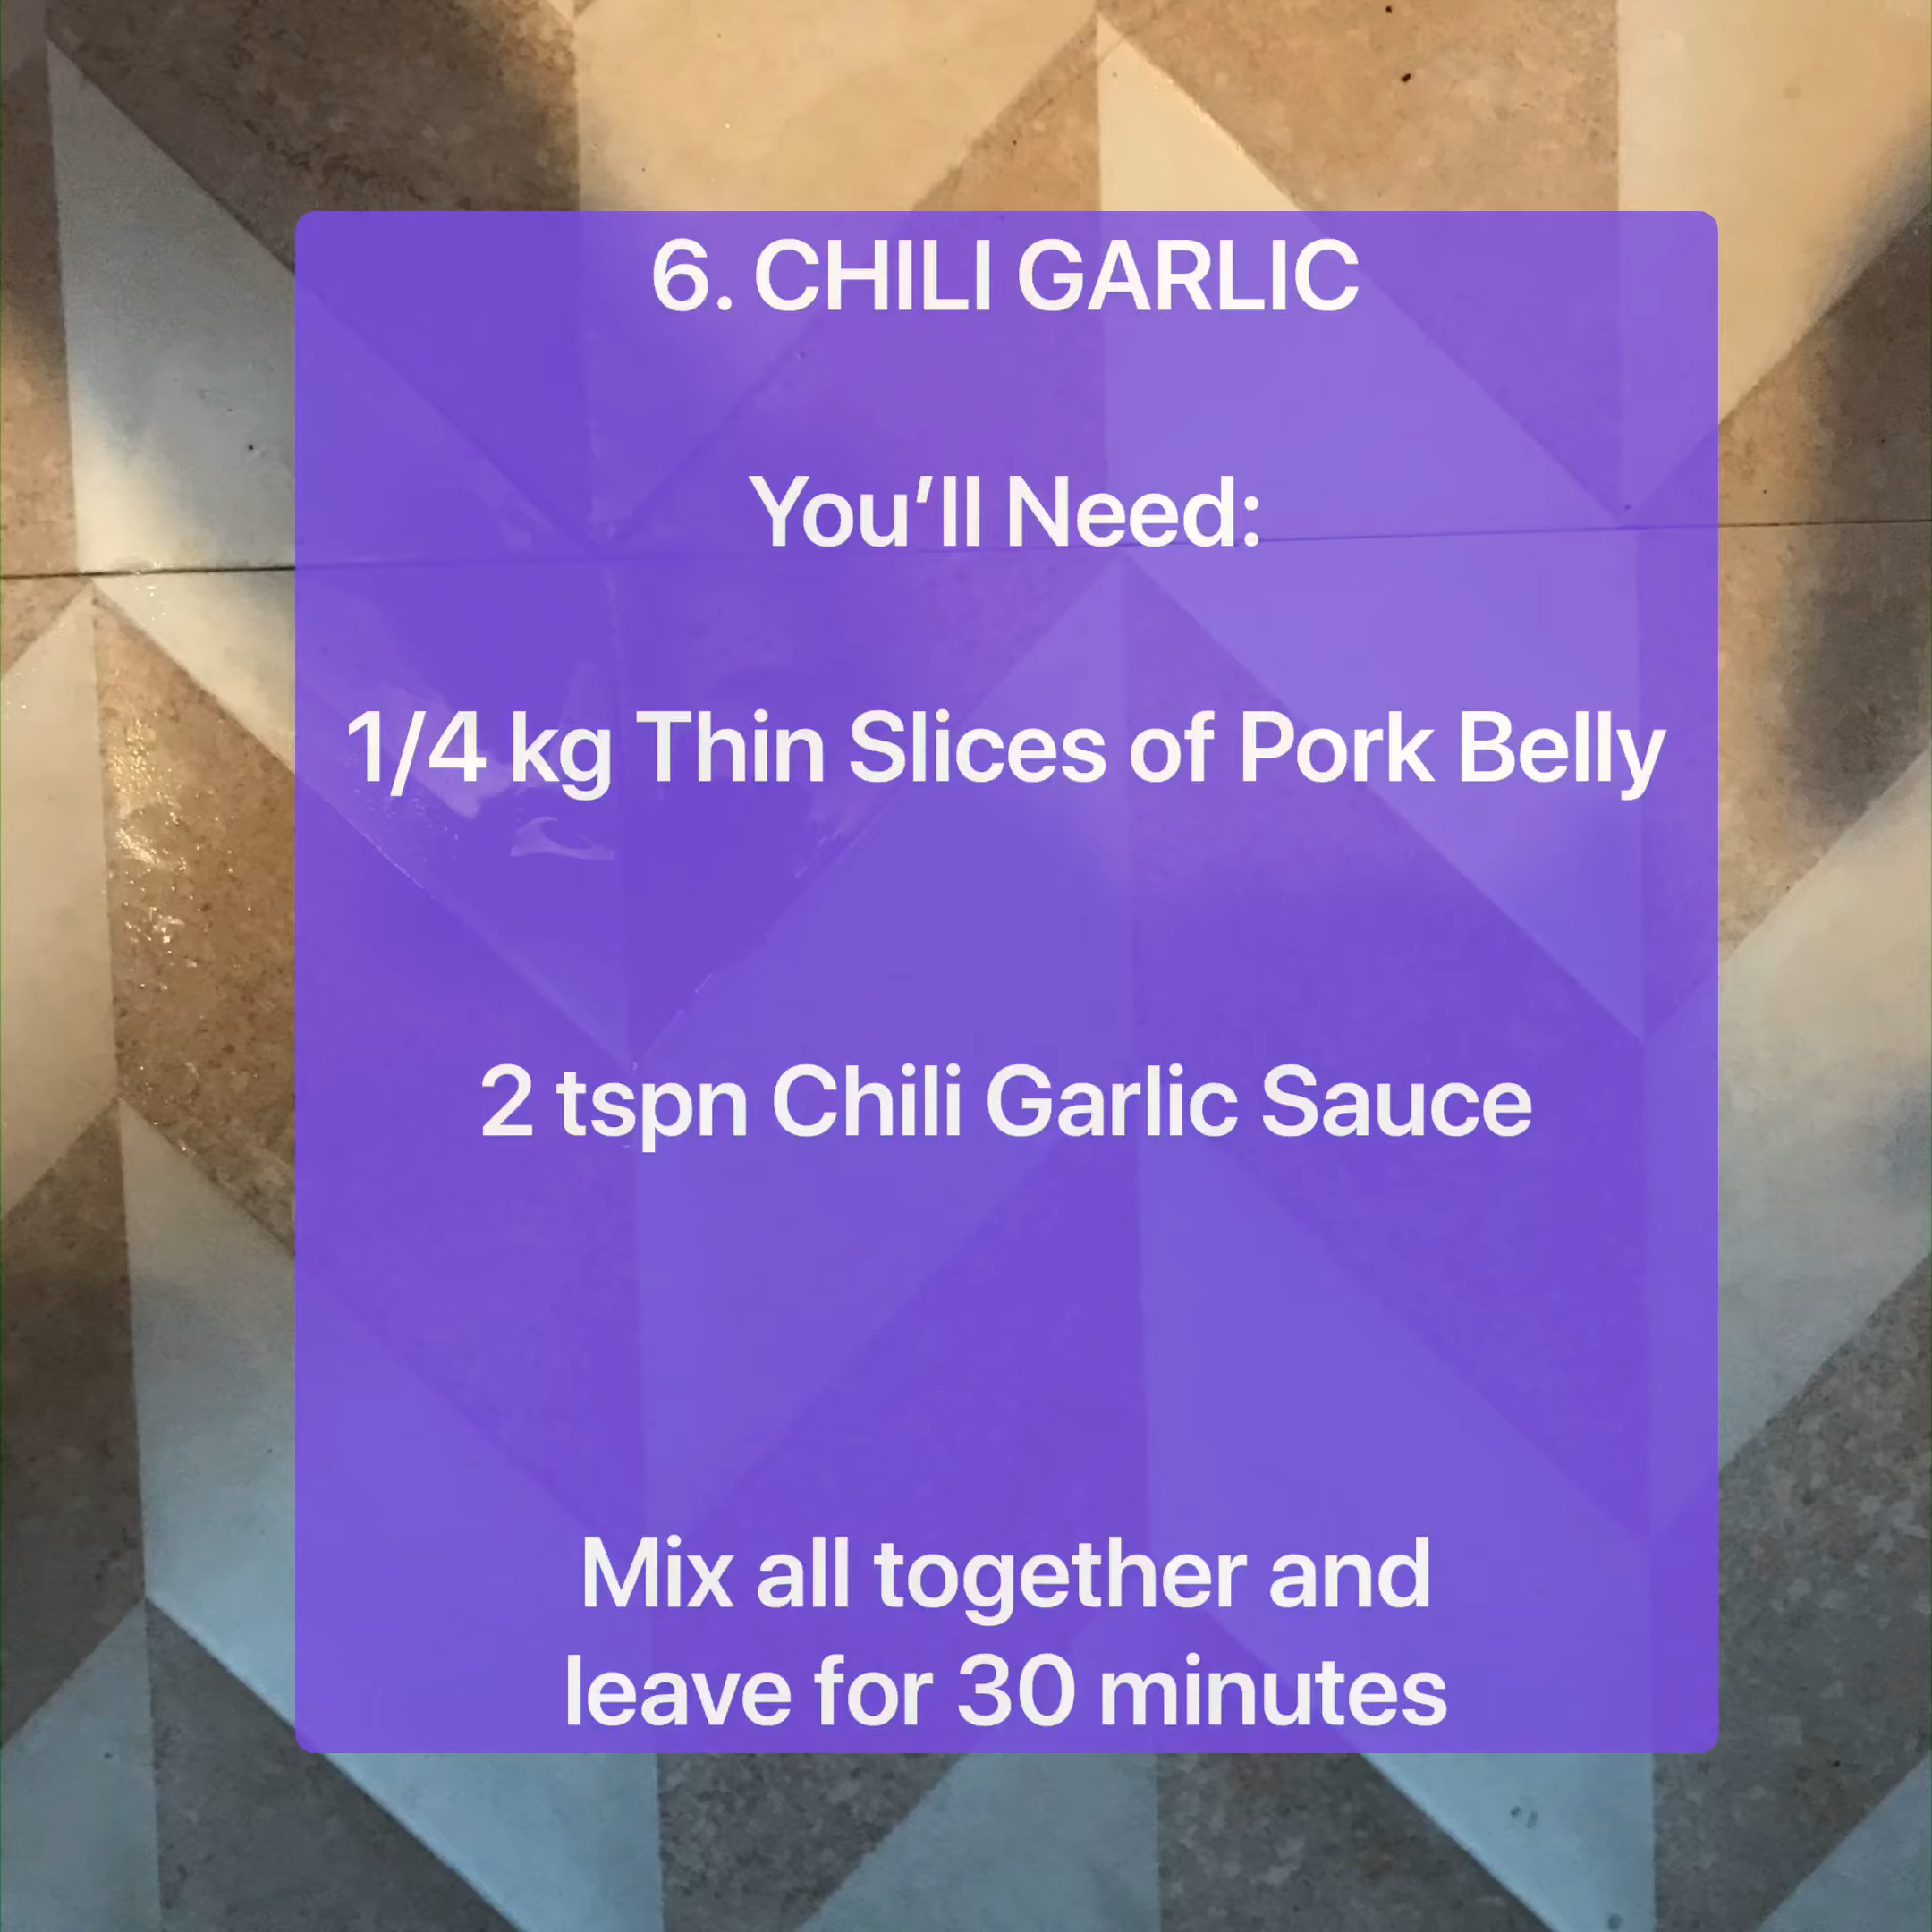 6. CHILI GARLIC
You’ll Need:
1/4 kg Thin Slices of Pork Belly
2 tspn Chili Garlic Sauce
Mix all together and
leave for 30 minutes